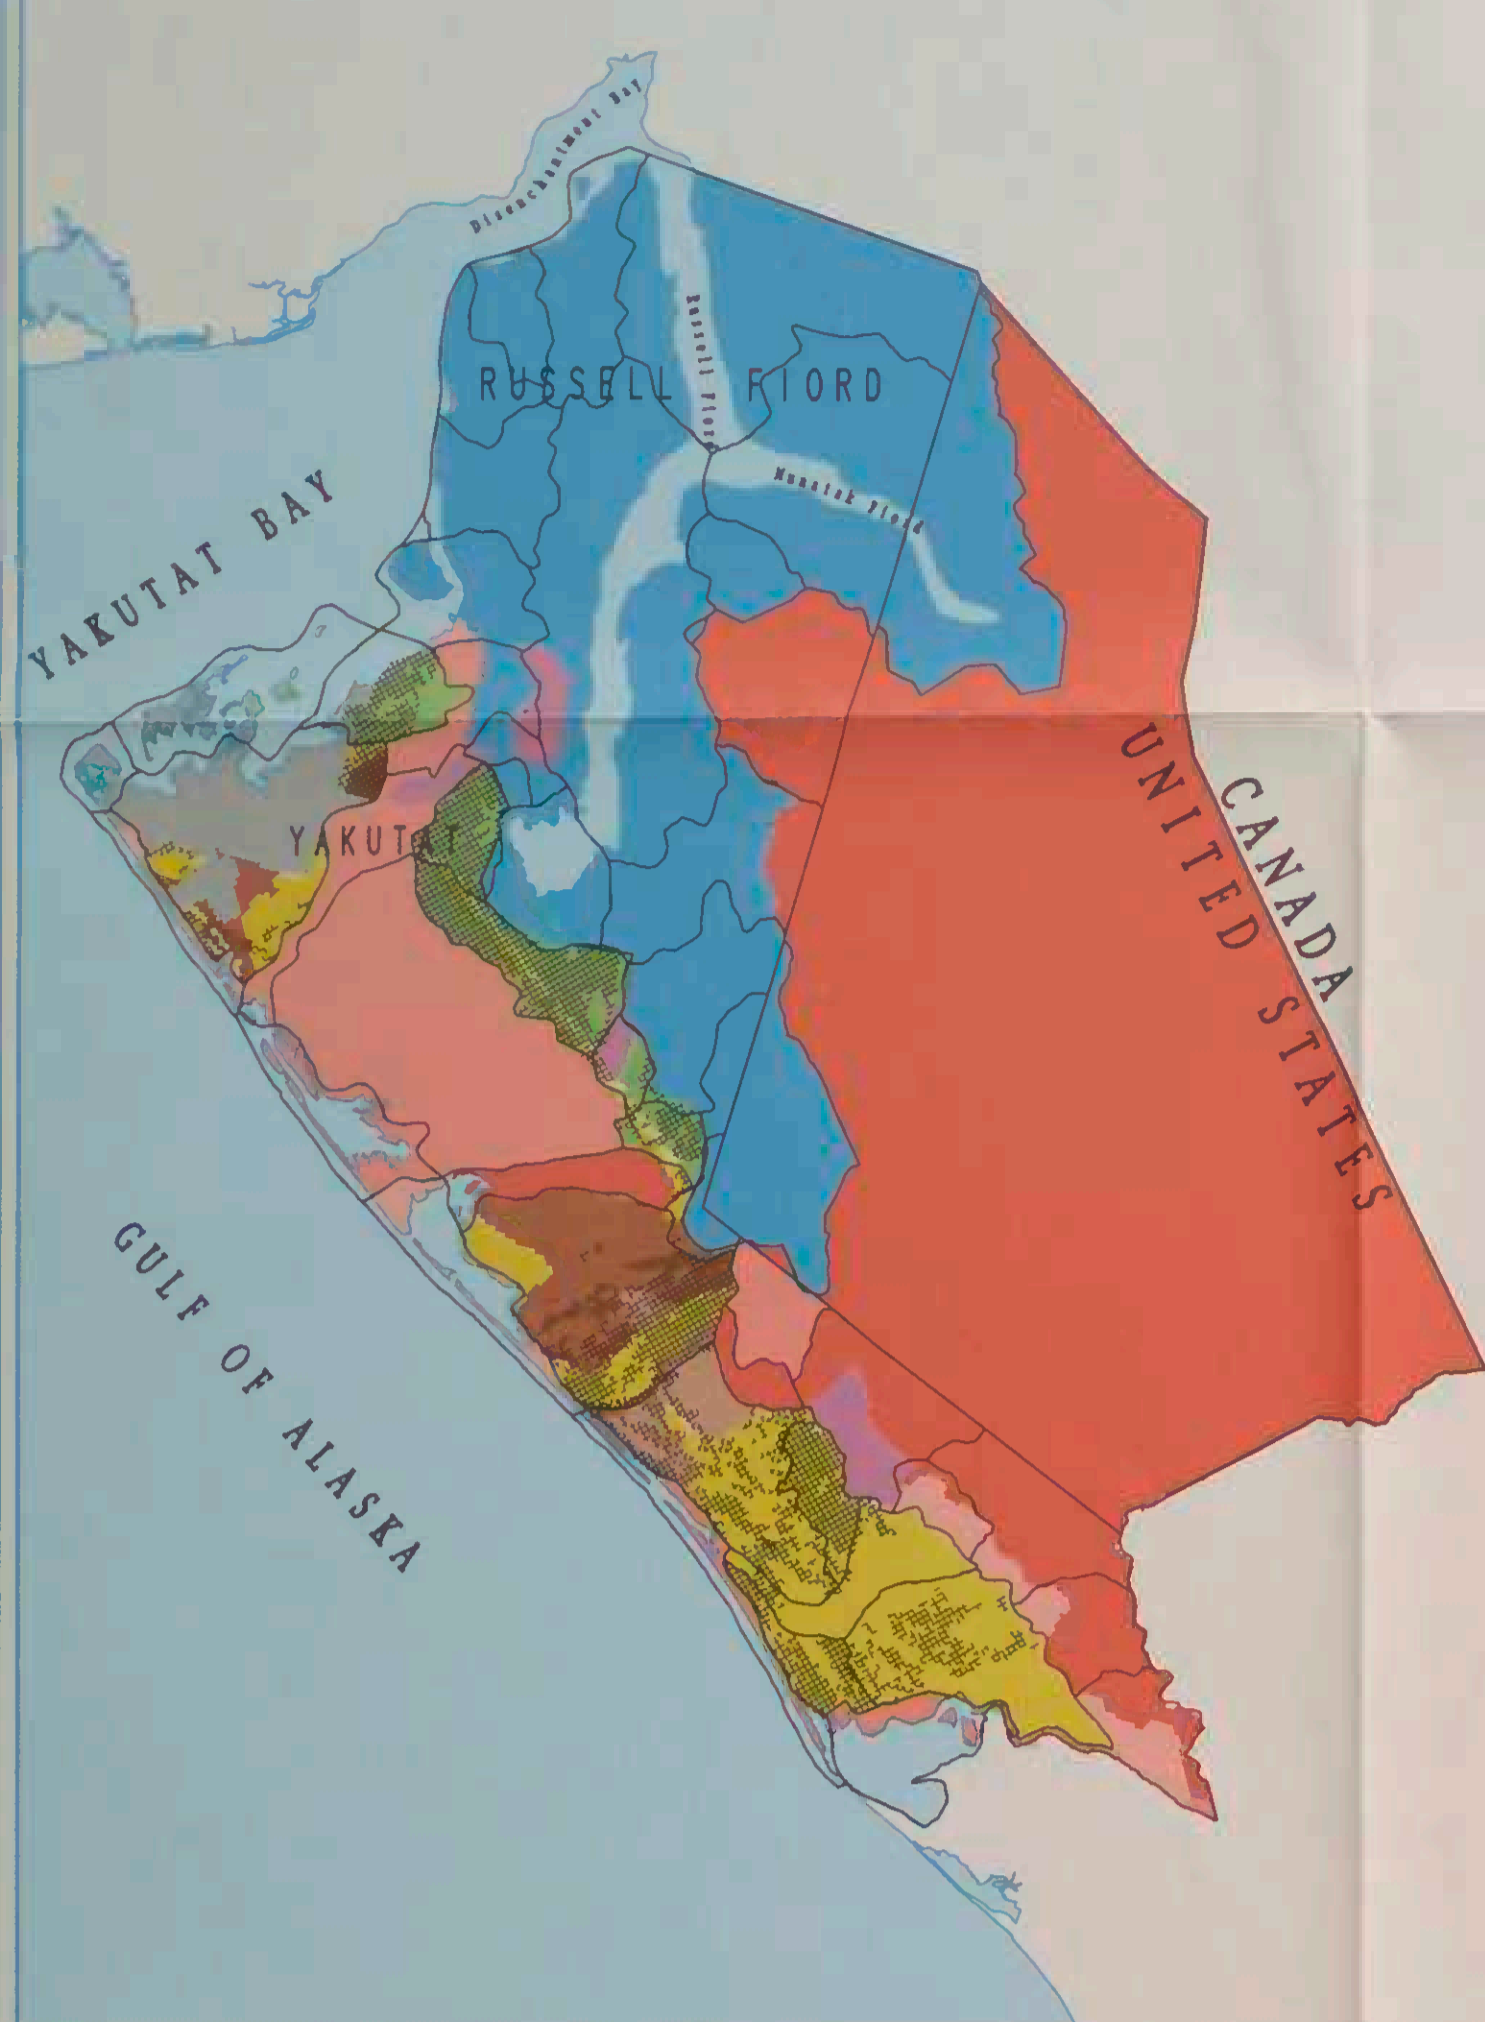 Disenchantment Bay
Russell Fiord
RUSSELL FIORD
Nunatak Fiord
YAKUTAT BAY
YAKUTAT
CANADA
UNITED STATES
GULF OF ALASKA